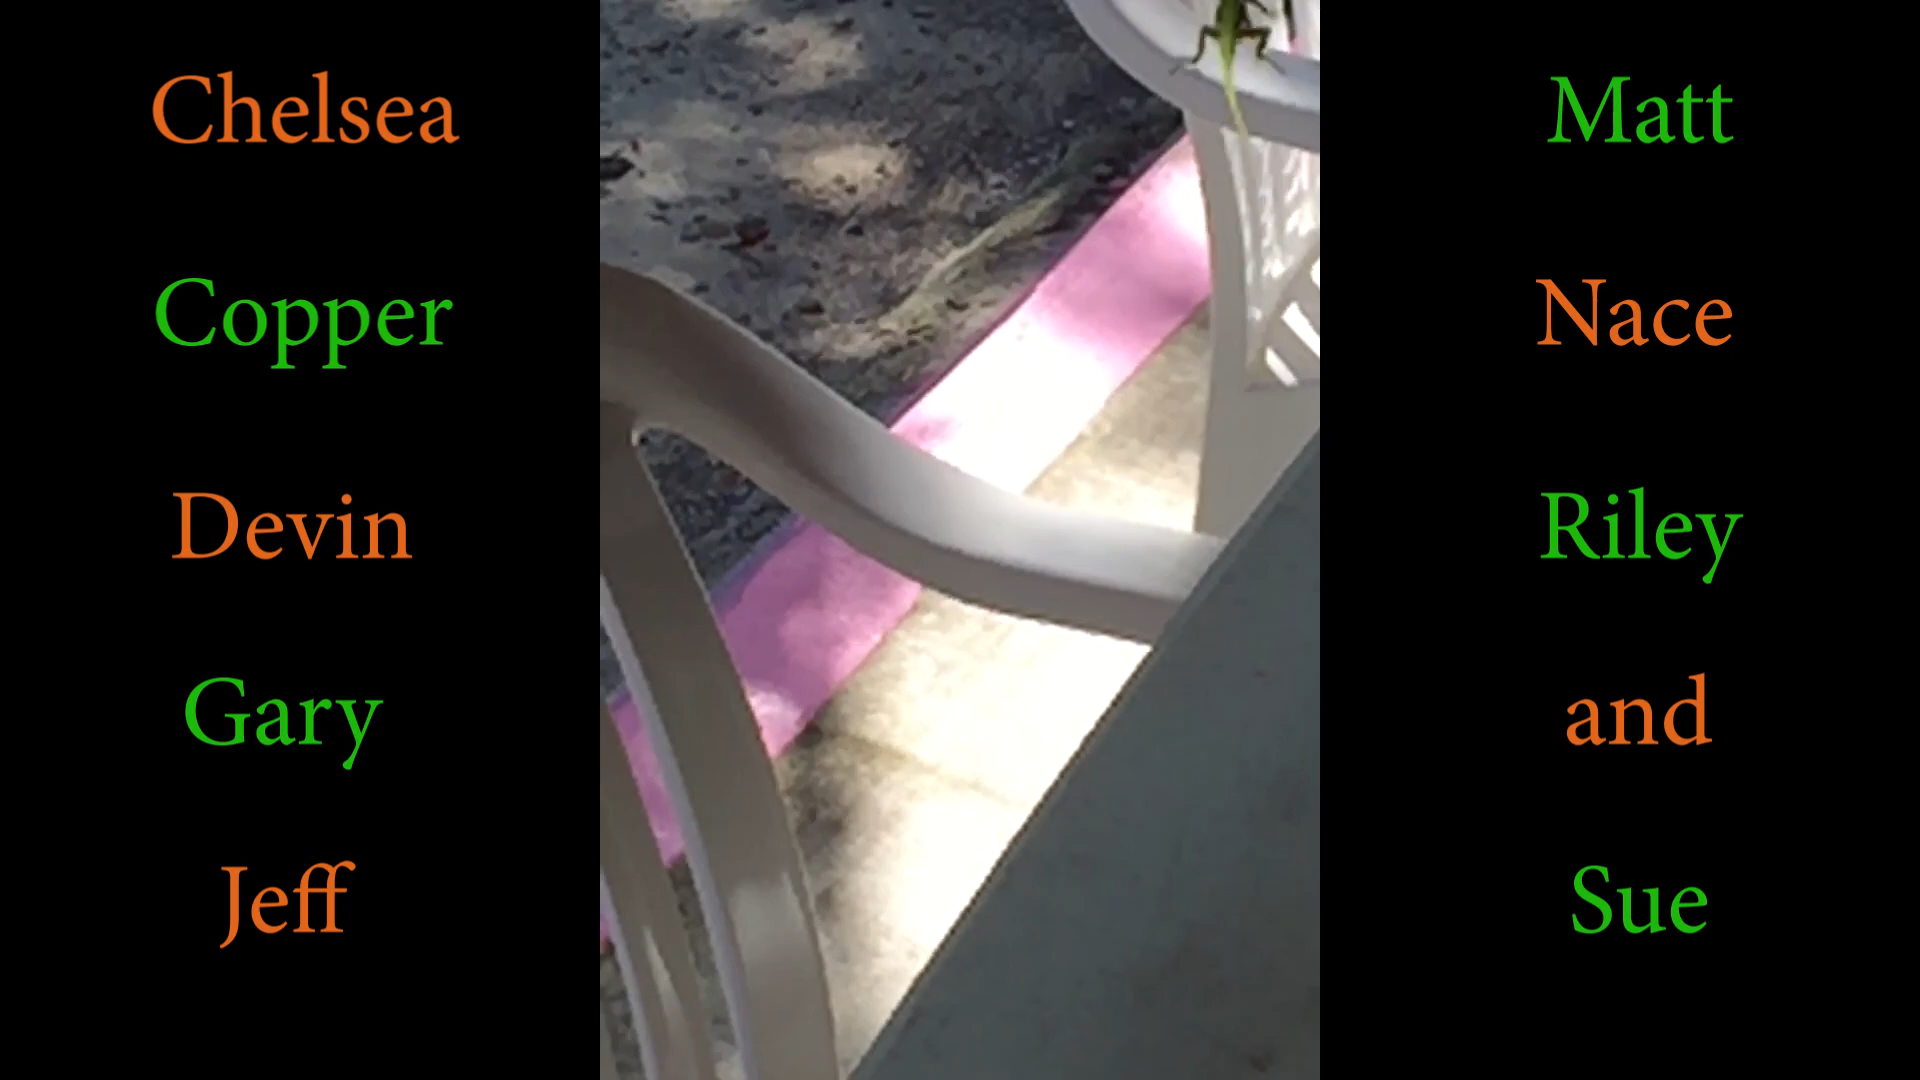 Chelsea
Copper
Devin
Gary
Jeff
Matt
Nace
Riley
and
Sue